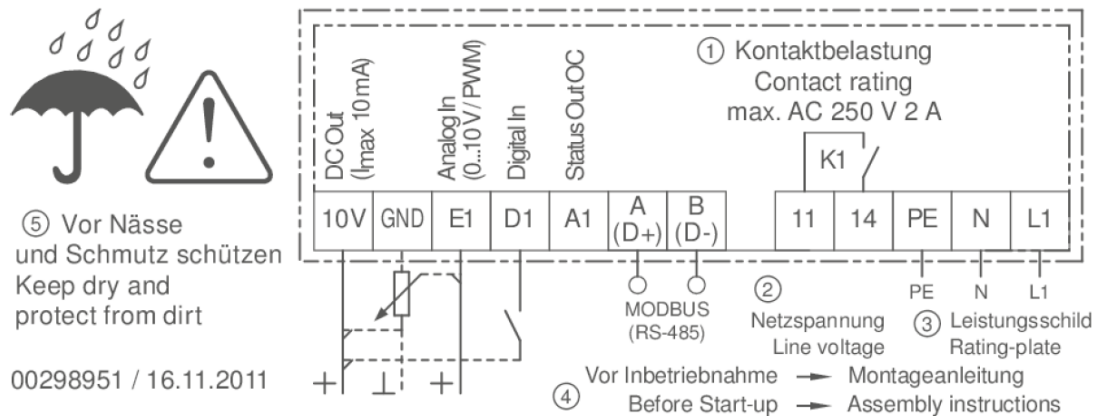 DC Out
(Imax 10mA)
Analog In
(0...10 V / PWM)
Digital In
Status Out OC
① Kontaktbelastung
Contact rating
max. AC 250 V 2 A
K1
10V GND E1 D1 A1 A (D+) B (D-) 11 14 PE N L1
⑤ Vor Nässe
und Schmutz schützen
Keep dry and
protect from dirt
00298951 / 16.11.2011
+ ⊥ +
MODBUS
(RS-485)
②
Netzspannung
Line voltage
PE N L1
③ Leistungsschild
Rating-plate
④ Vor Inbetriebnahme → Montageanleitung
Before Start-up → Assembly instructions